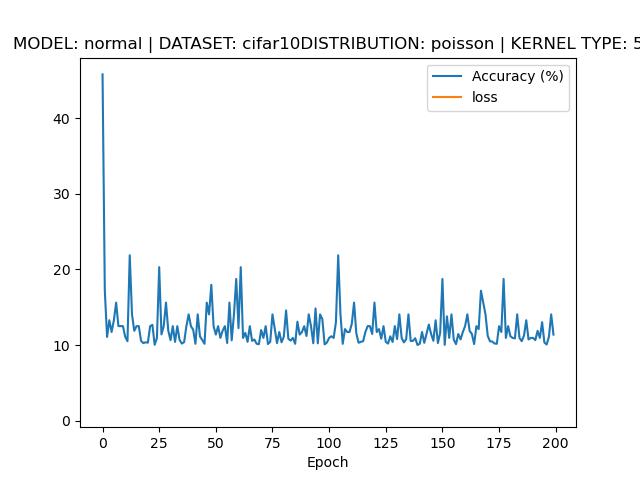 MODEL: normal | DATASET: cifar10DISTRIBUTION: poisson | KERNEL TYPE: 5
Accuracy (%)
loss
40
30
20
10
0
0 25 50 75 100 125 150 175 200
Epoch